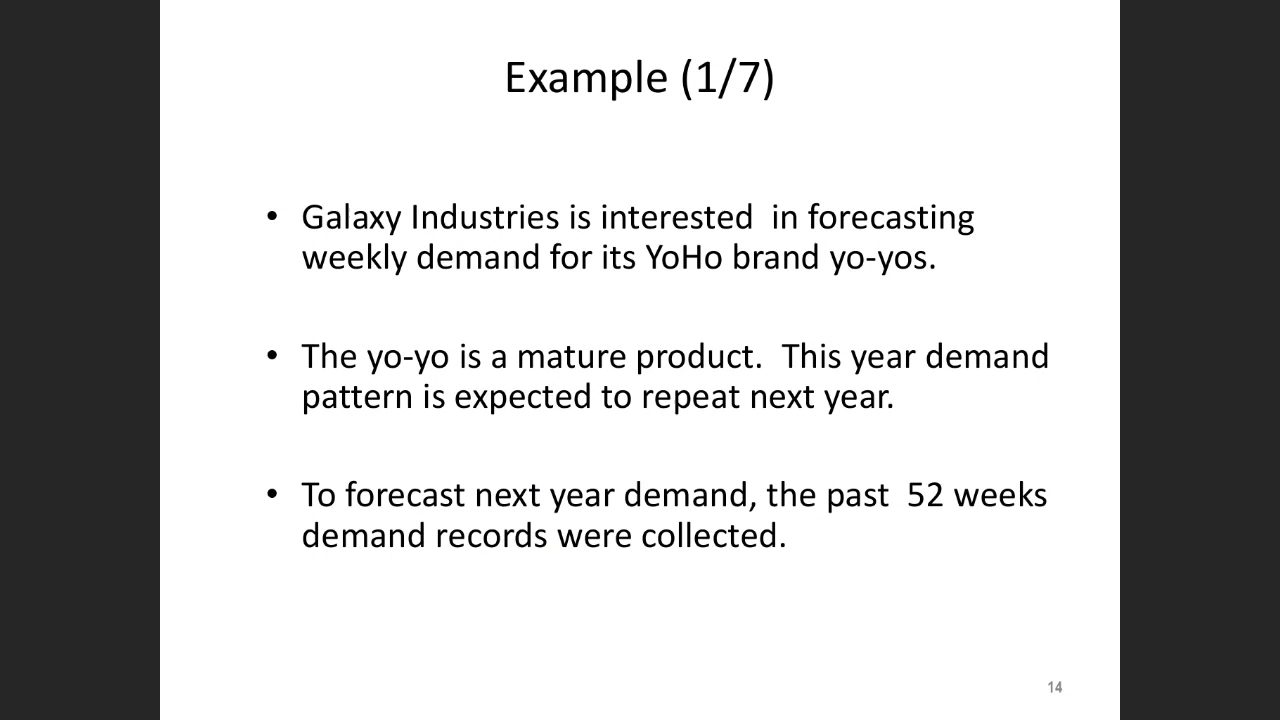 Example (1/7)
• Galaxy Industries is interested  in forecasting
weekly demand for its YoHo brand yo-yos.
• The yo-yo is a mature product.  This year demand
pattern is expected to repeat next year.
• To forecast next year demand, the past  52 weeks
demand records were collected.
14